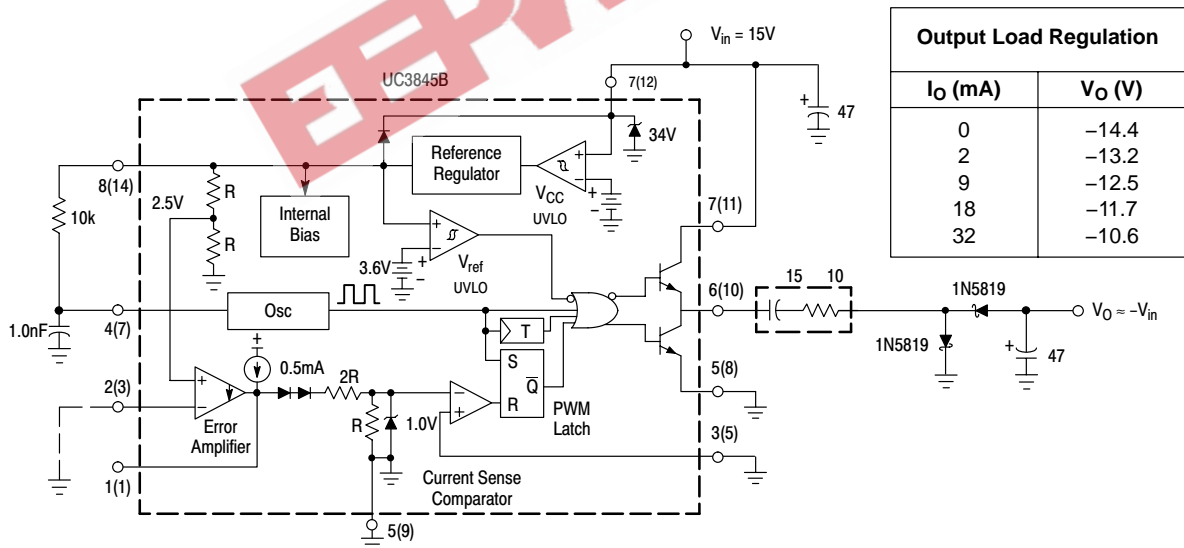 EEPW
Vin = 15V
UC3845B
7(12)
47
34V
Reference
Regulator
VCC
UVLO
8(14)
2.5V
R
10k
Internal
Bias
R
3.6V
Vref
UVLO
7(11)
Osc
4(7)
1.0nF
T
6(10)
15
10
1N5819
VO ≈ −Vin
1N5819
47
0.5mA
S
Q
R
2(3)
2R
R
1.0V
PWM
Latch
5(8)
Error
Amplifier
3(5)
1(1)
Current Sense
Comparator
5(9)
Output Load Regulation
IO (mA) VO (V)
0 −14.4
2 −13.2
9 −12.5
18 −11.7
32 −10.6